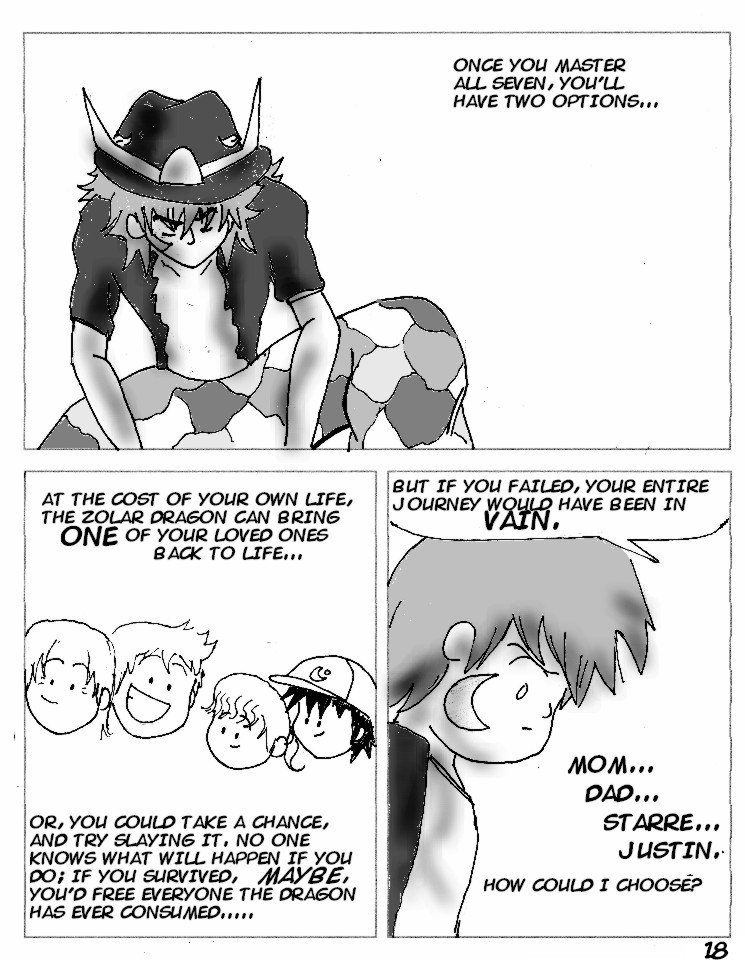 ONCE YOU MASTER
ALL SEVEN, YOU'LL
HAVE TWO OPTIONS...
AT THE COST OF YOUR OWN LIFE,
THE ZOLAR DRAGON CAN BRING
ONE OF YOUR LOVED ONES
BACK TO LIFE...
OR, YOU COULD TAKE A CHANCE,
AND TRY SLAYING IT. NO ONE
KNOWS WHAT WILL HAPPEN IF YOU
DO; IF YOU SURVIVED, MAYBE,
YOU'D FREE EVERYONE THE DRAGON
HAS EVER CONSUMED.....
BUT IF YOU FAILED, YOUR ENTIRE
JOURNEY WOULD HAVE BEEN IN
VAIN.
MOM...
DAD...
STARRE...
JUSTIN.
HOW COULD I CHOOSE?
18